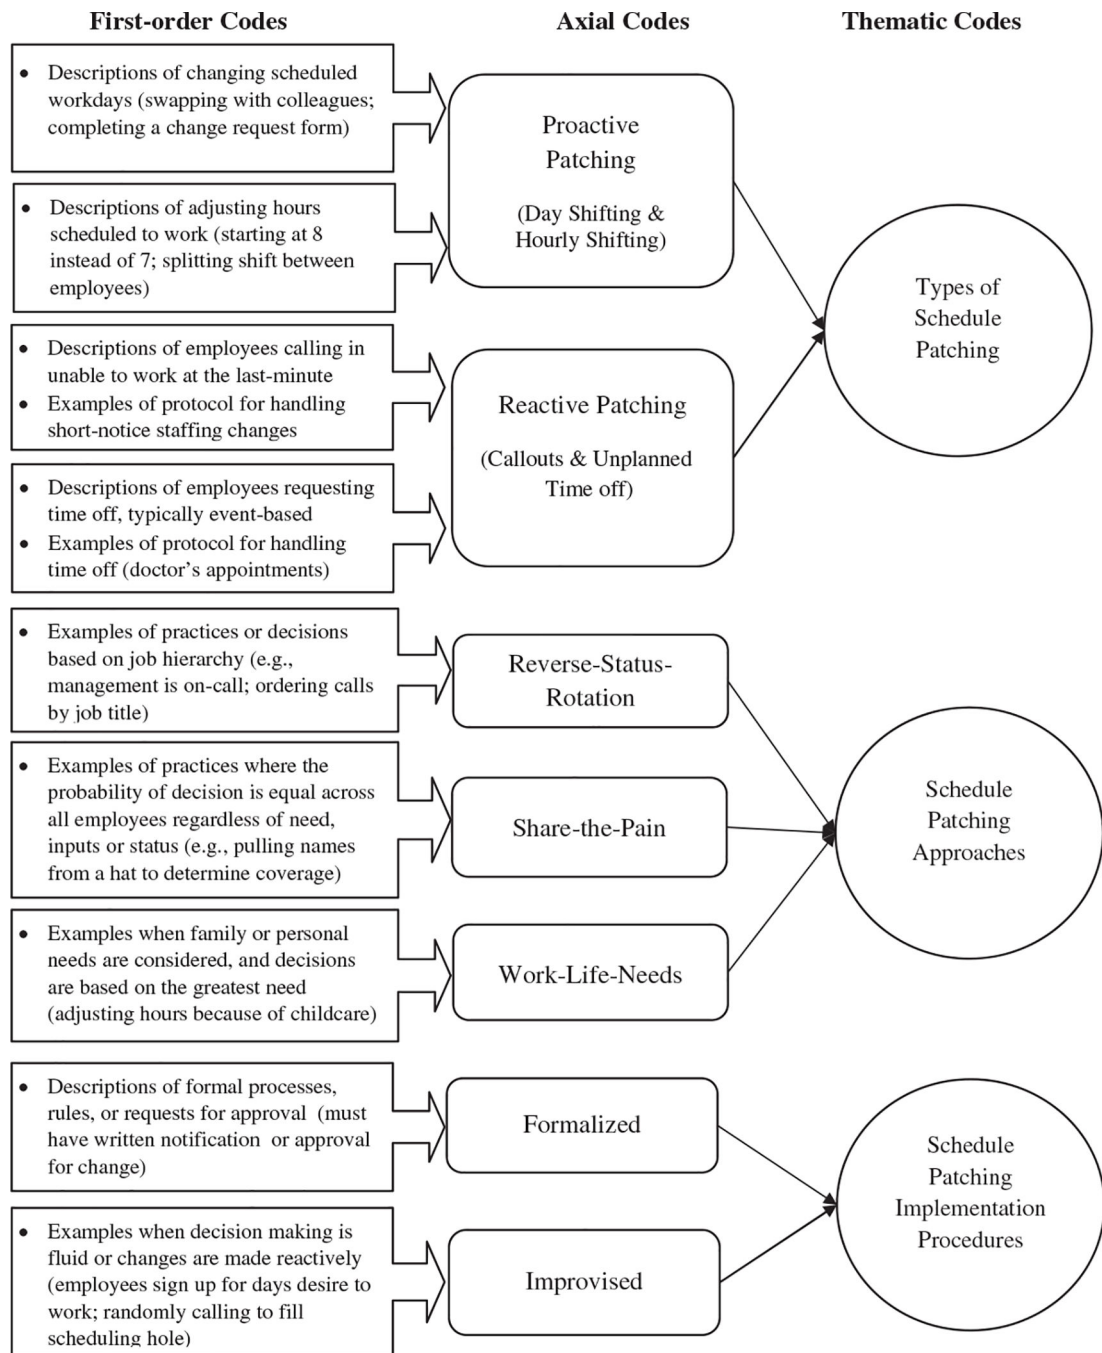 First-order Codes
Axial Codes
Thematic Codes
• Descriptions of changing scheduled
workdays (swapping with colleagues;
completing a change request form)
• Descriptions of adjusting hours
scheduled to work (starting at 8
instead of 7; splitting shift between
employees)
Proactive
Patching
(Day Shifting &
Hourly Shifting)
• Descriptions of employees calling in
unable to work at the last-minute
• Examples of protocol for handling
short-notice staffing changes
• Descriptions of employees requesting
time off, typically event-based
• Examples of protocol for handling
time off (doctor's appointments)
Reactive Patching
(Callouts & Unplanned
Time off)
Types of
Schedule
Patching
• Examples of practices or decisions
based on job hierarchy (e.g.,
management is on-call; ordering calls
by job title)
Reverse-Status-
Rotation
• Examples of practices where the
probability of decision is equal across
all employees regardless of need,
inputs or status (e.g., pulling names
from a hat to determine coverage)
Share-the-Pain
• Examples when family or personal
needs are considered, and decisions
are based on the greatest need
(adjusting hours because of childcare)
Work-Life-Needs
Schedule
Patching
Approaches
• Descriptions of formal processes,
rules, or requests for approval (must
have written notification or approval
for change)
Formalized
• Examples when decision making is
fluid or changes are made reactively
(employees sign up for days desire to
work; randomly calling to fill
scheduling hole)
Improvised
Schedule
Patching
Implementation
Procedures